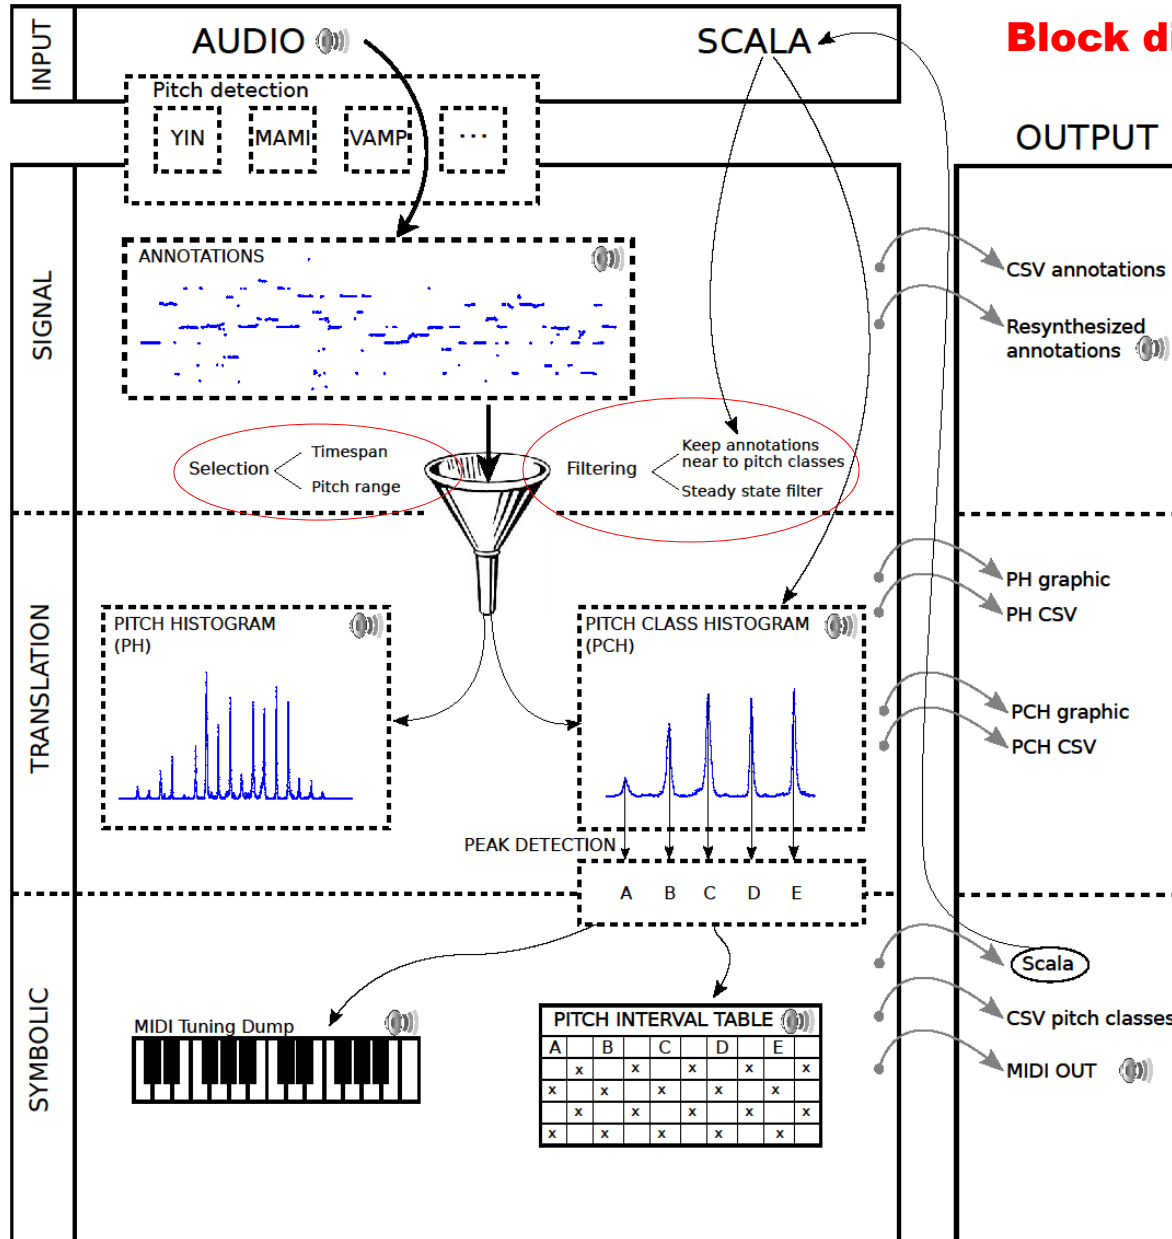 INPUT
AUDIO
SCALA
Block di
Pitch detection
YIN
MAMI
VAMP
...
OUTPUT
SIGNAL
ANNOTATIONS
CSV annotations
Resynthesized
annotations
Selection
Timespan
Pitch range
Filtering
Keep annotations
near to pitch classes
Steady state filter
TRANSLATION
PITCH HISTOGRAM
(PH)
PITCH CLASS HISTOGRAM
(PCH)
PH graphic
PH CSV
PCH graphic
PCH CSV
PEAK DETECTION
A B C D E
SYMBOLIC
MIDI Tuning Dump
PITCH INTERVAL TABLE
A B C D E
x x x x x
x x x x x
x x x x x
x x x x x
Scala
CSV pitch classes
MIDI OUT